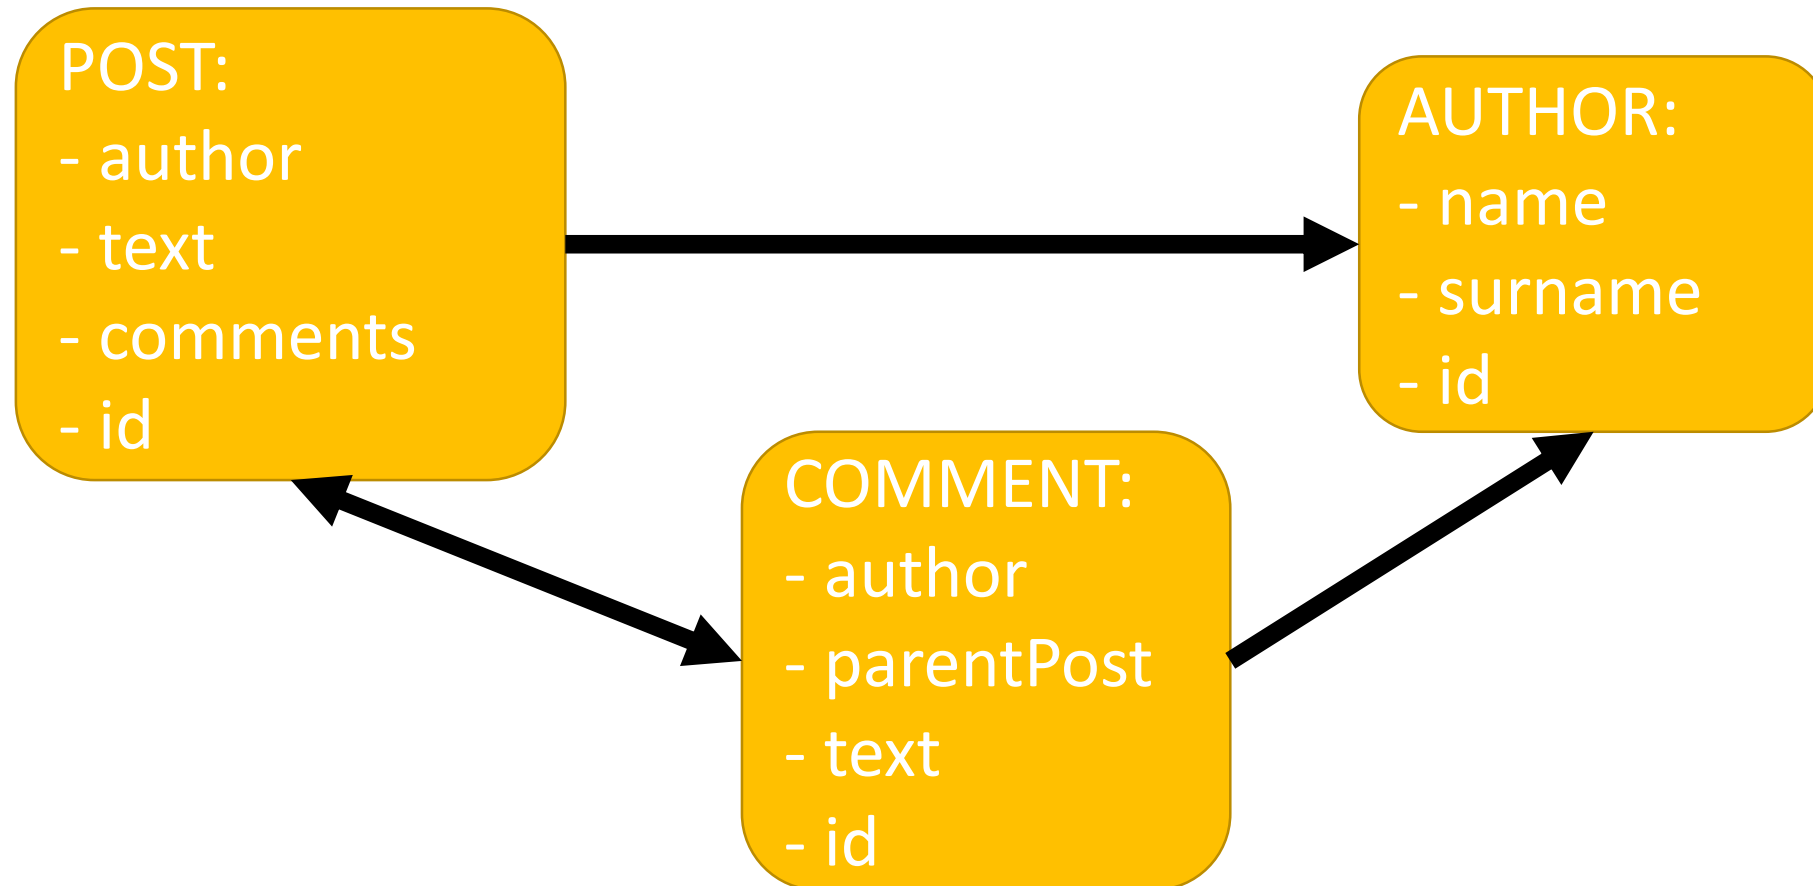 POST:
- author
- text
- comments
- id
AUTHOR:
- name
- surname
- id
COMMENT:
- author
- parentPost
- text
- id